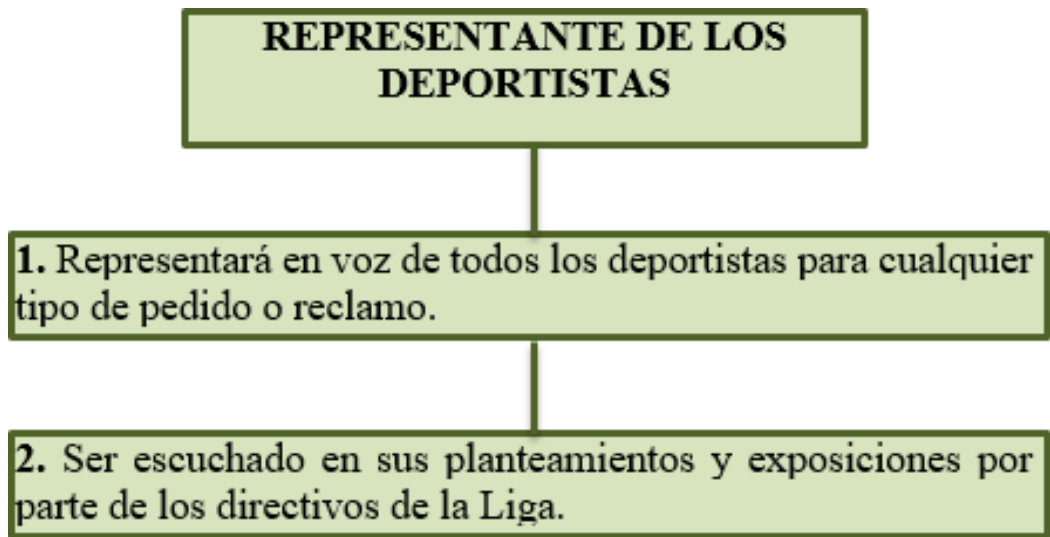 REPRESENTANTE DE LOS
DEPORTISTAS
1. Representará en voz de todos los deportistas para cualquier
tipo de pedido o reclamo.
2. Ser escuchado en sus planteamientos y exposiciones por
parte de los directivos de la Liga.